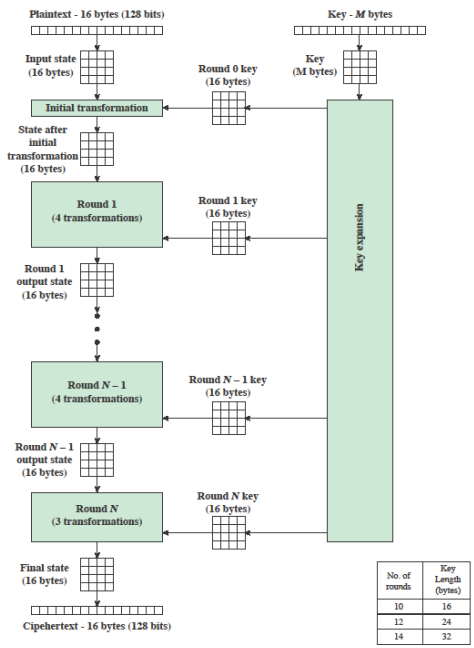 Plaintext - 16 bytes (128 bits)
Key - M bytes
Input state
(16 bytes)
Key
(M bytes)
Round 0 key
(16 bytes)
Initial transformation
State after
initial
transformation
(16 bytes)
Round 1
(4 transformations)
Round 1 key
(16 bytes)
Key expansion
Round 1
output state
(16 bytes)
Round N – 1
(4 transformations)
Round N – 1 key
(16 bytes)
Round N – 1
output state
(16 bytes)
Round N
(3 transformations)
Round N key
(16 bytes)
Final state
(16 bytes)
Cipehertext - 16 bytes (128 bits)
No. of
rounds
Key
Length
(bytes)
10 16
12 24
14 32